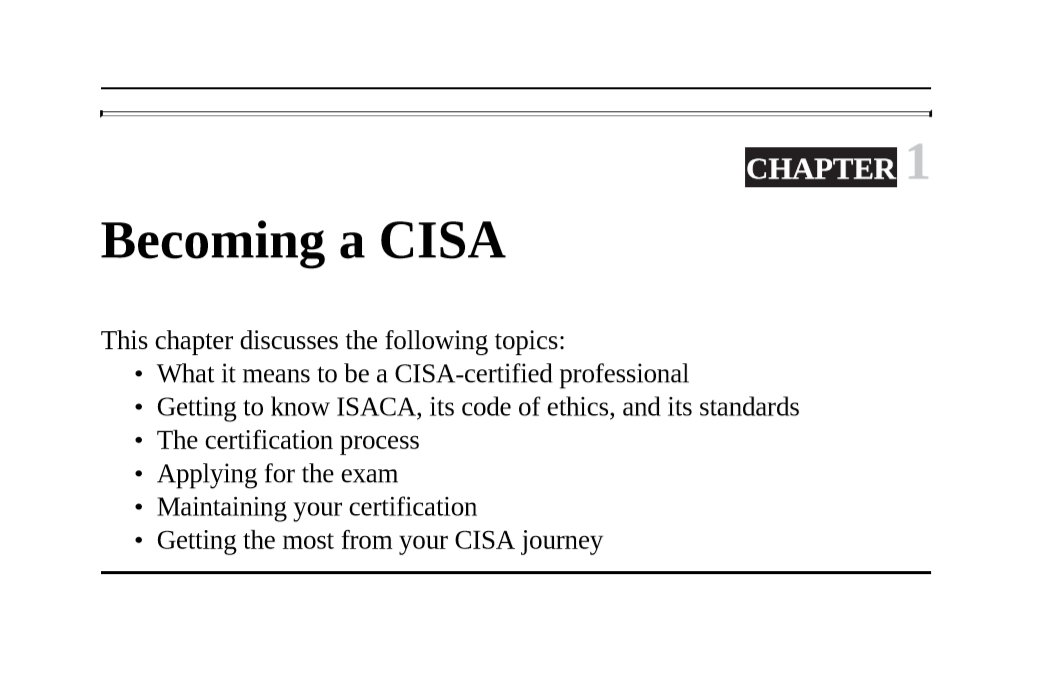 CHAPTER 1
Becoming a CISA
This chapter discusses the following topics:
• What it means to be a CISA-certified professional
• Getting to know ISACA, its code of ethics, and its standards
• The certification process
• Applying for the exam
• Maintaining your certification
• Getting the most from your CISA journey